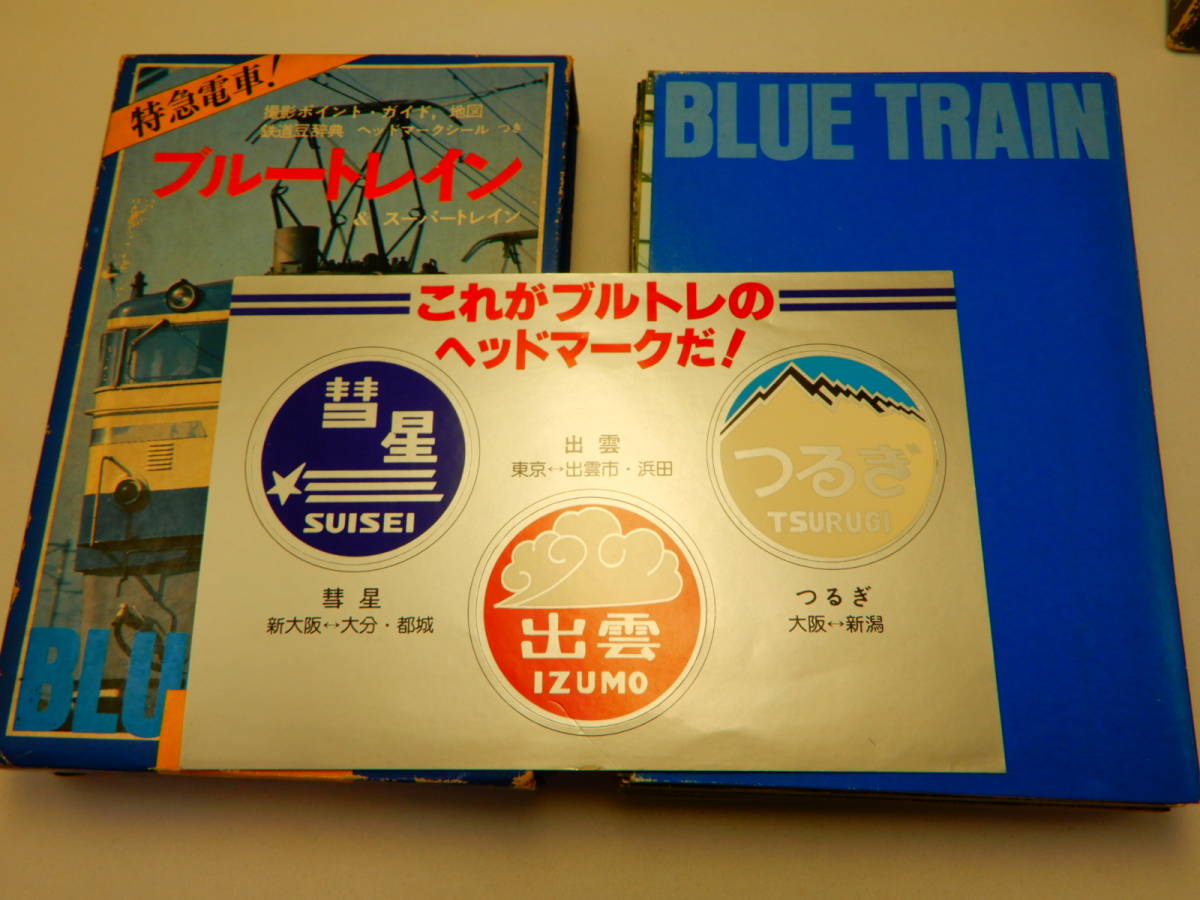 特急電車!
撮影ポイント・ガイド,地図
鉄道豆辞典 ヘッドマークシール つき
ブルートレイン
& スーパートレイン
BLU
BLUE TRAIN
これがブルトレの
ヘッドマークだ!
彗星
SUISEI
彗星
新大阪↔大分・都城
出雲
東京↔出雲市・浜田
出雲
IZUMO
つるぎ
TSURUGI
つるぎ
大阪↔新潟